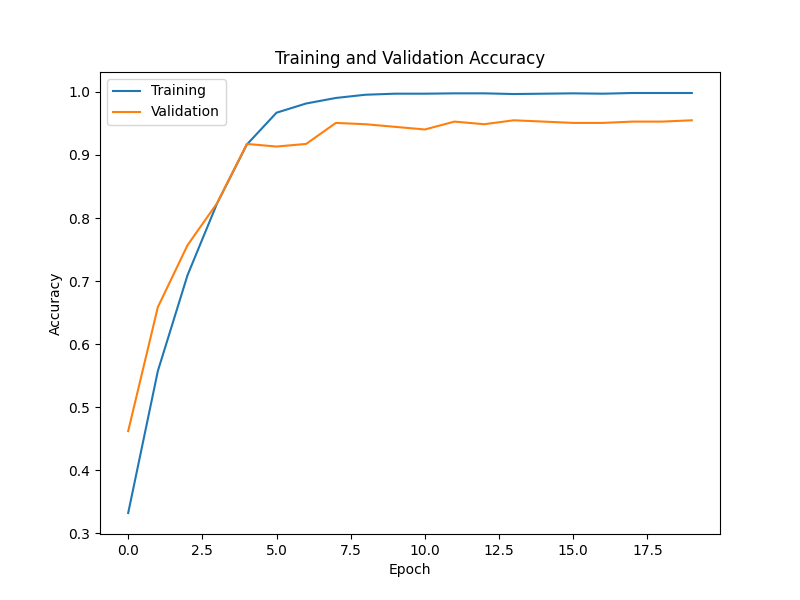 Training and Validation Accuracy
Training
Validation
1.0
0.9
0.8
0.7
0.6
0.5
0.4
0.3
Accuracy
0.0 2.5 5.0 7.5 10.0 12.5 15.0 17.5
Epoch